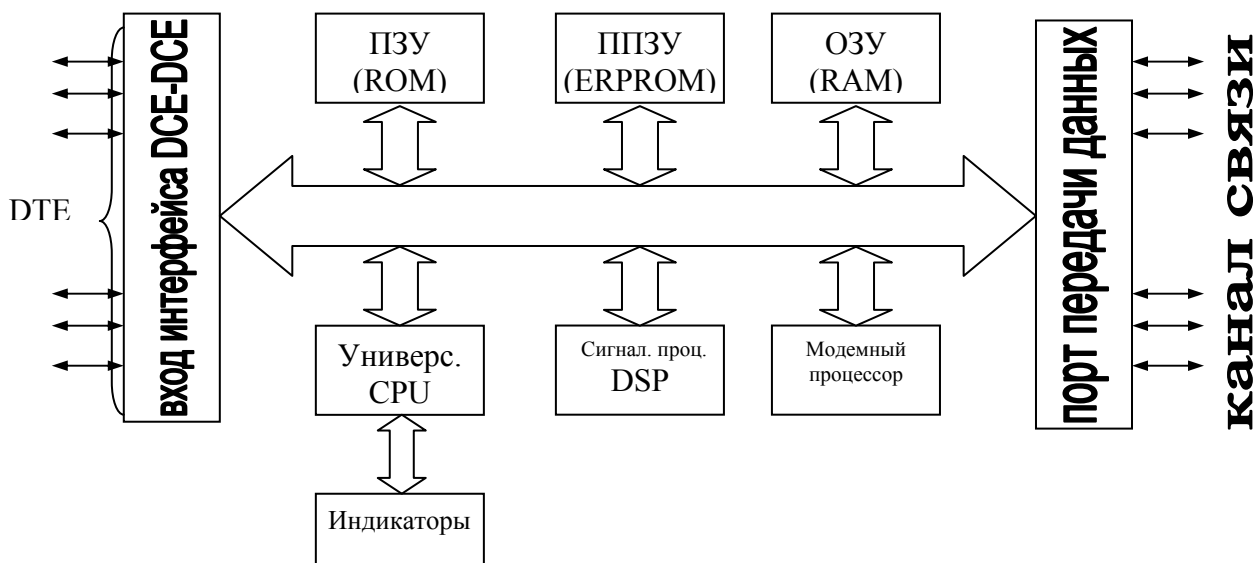 DTE
вход интерфейса DCE-DCE
ПЗУ
(ROM)
ППЗУ
(ERPROM)
ОЗУ
(RAM)
Универс.
CPU
Сигнал. проц.
DSP
Модемный
процессор
Индикаторы
порт передачи данных
канал связи